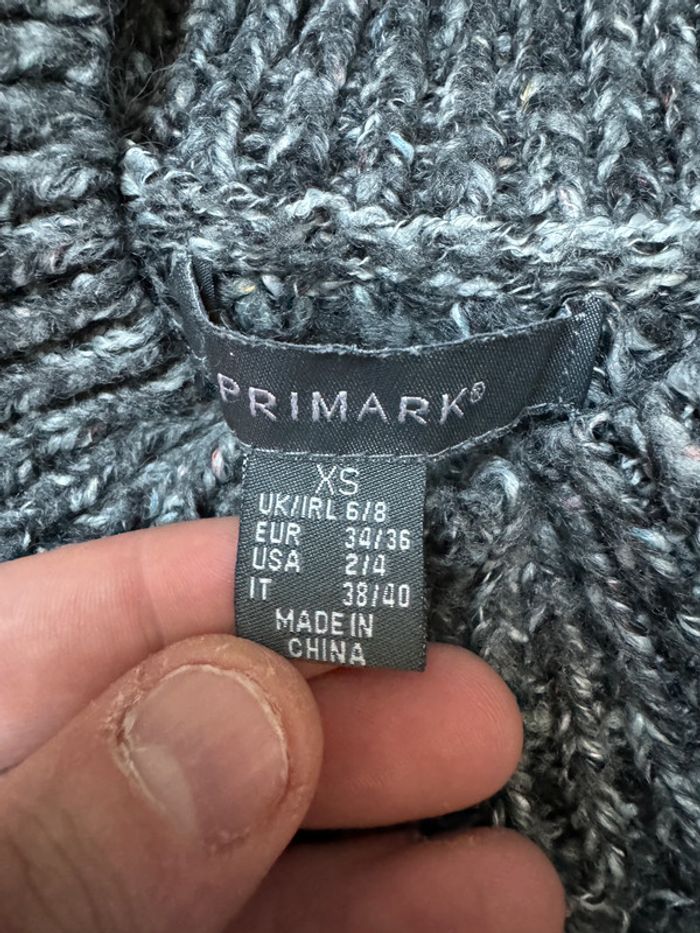 PRIMARK®
XS
UK/IRL 6/8
EUR 34/36
USA 2/4
IT 38/40
MADE IN
CHINA